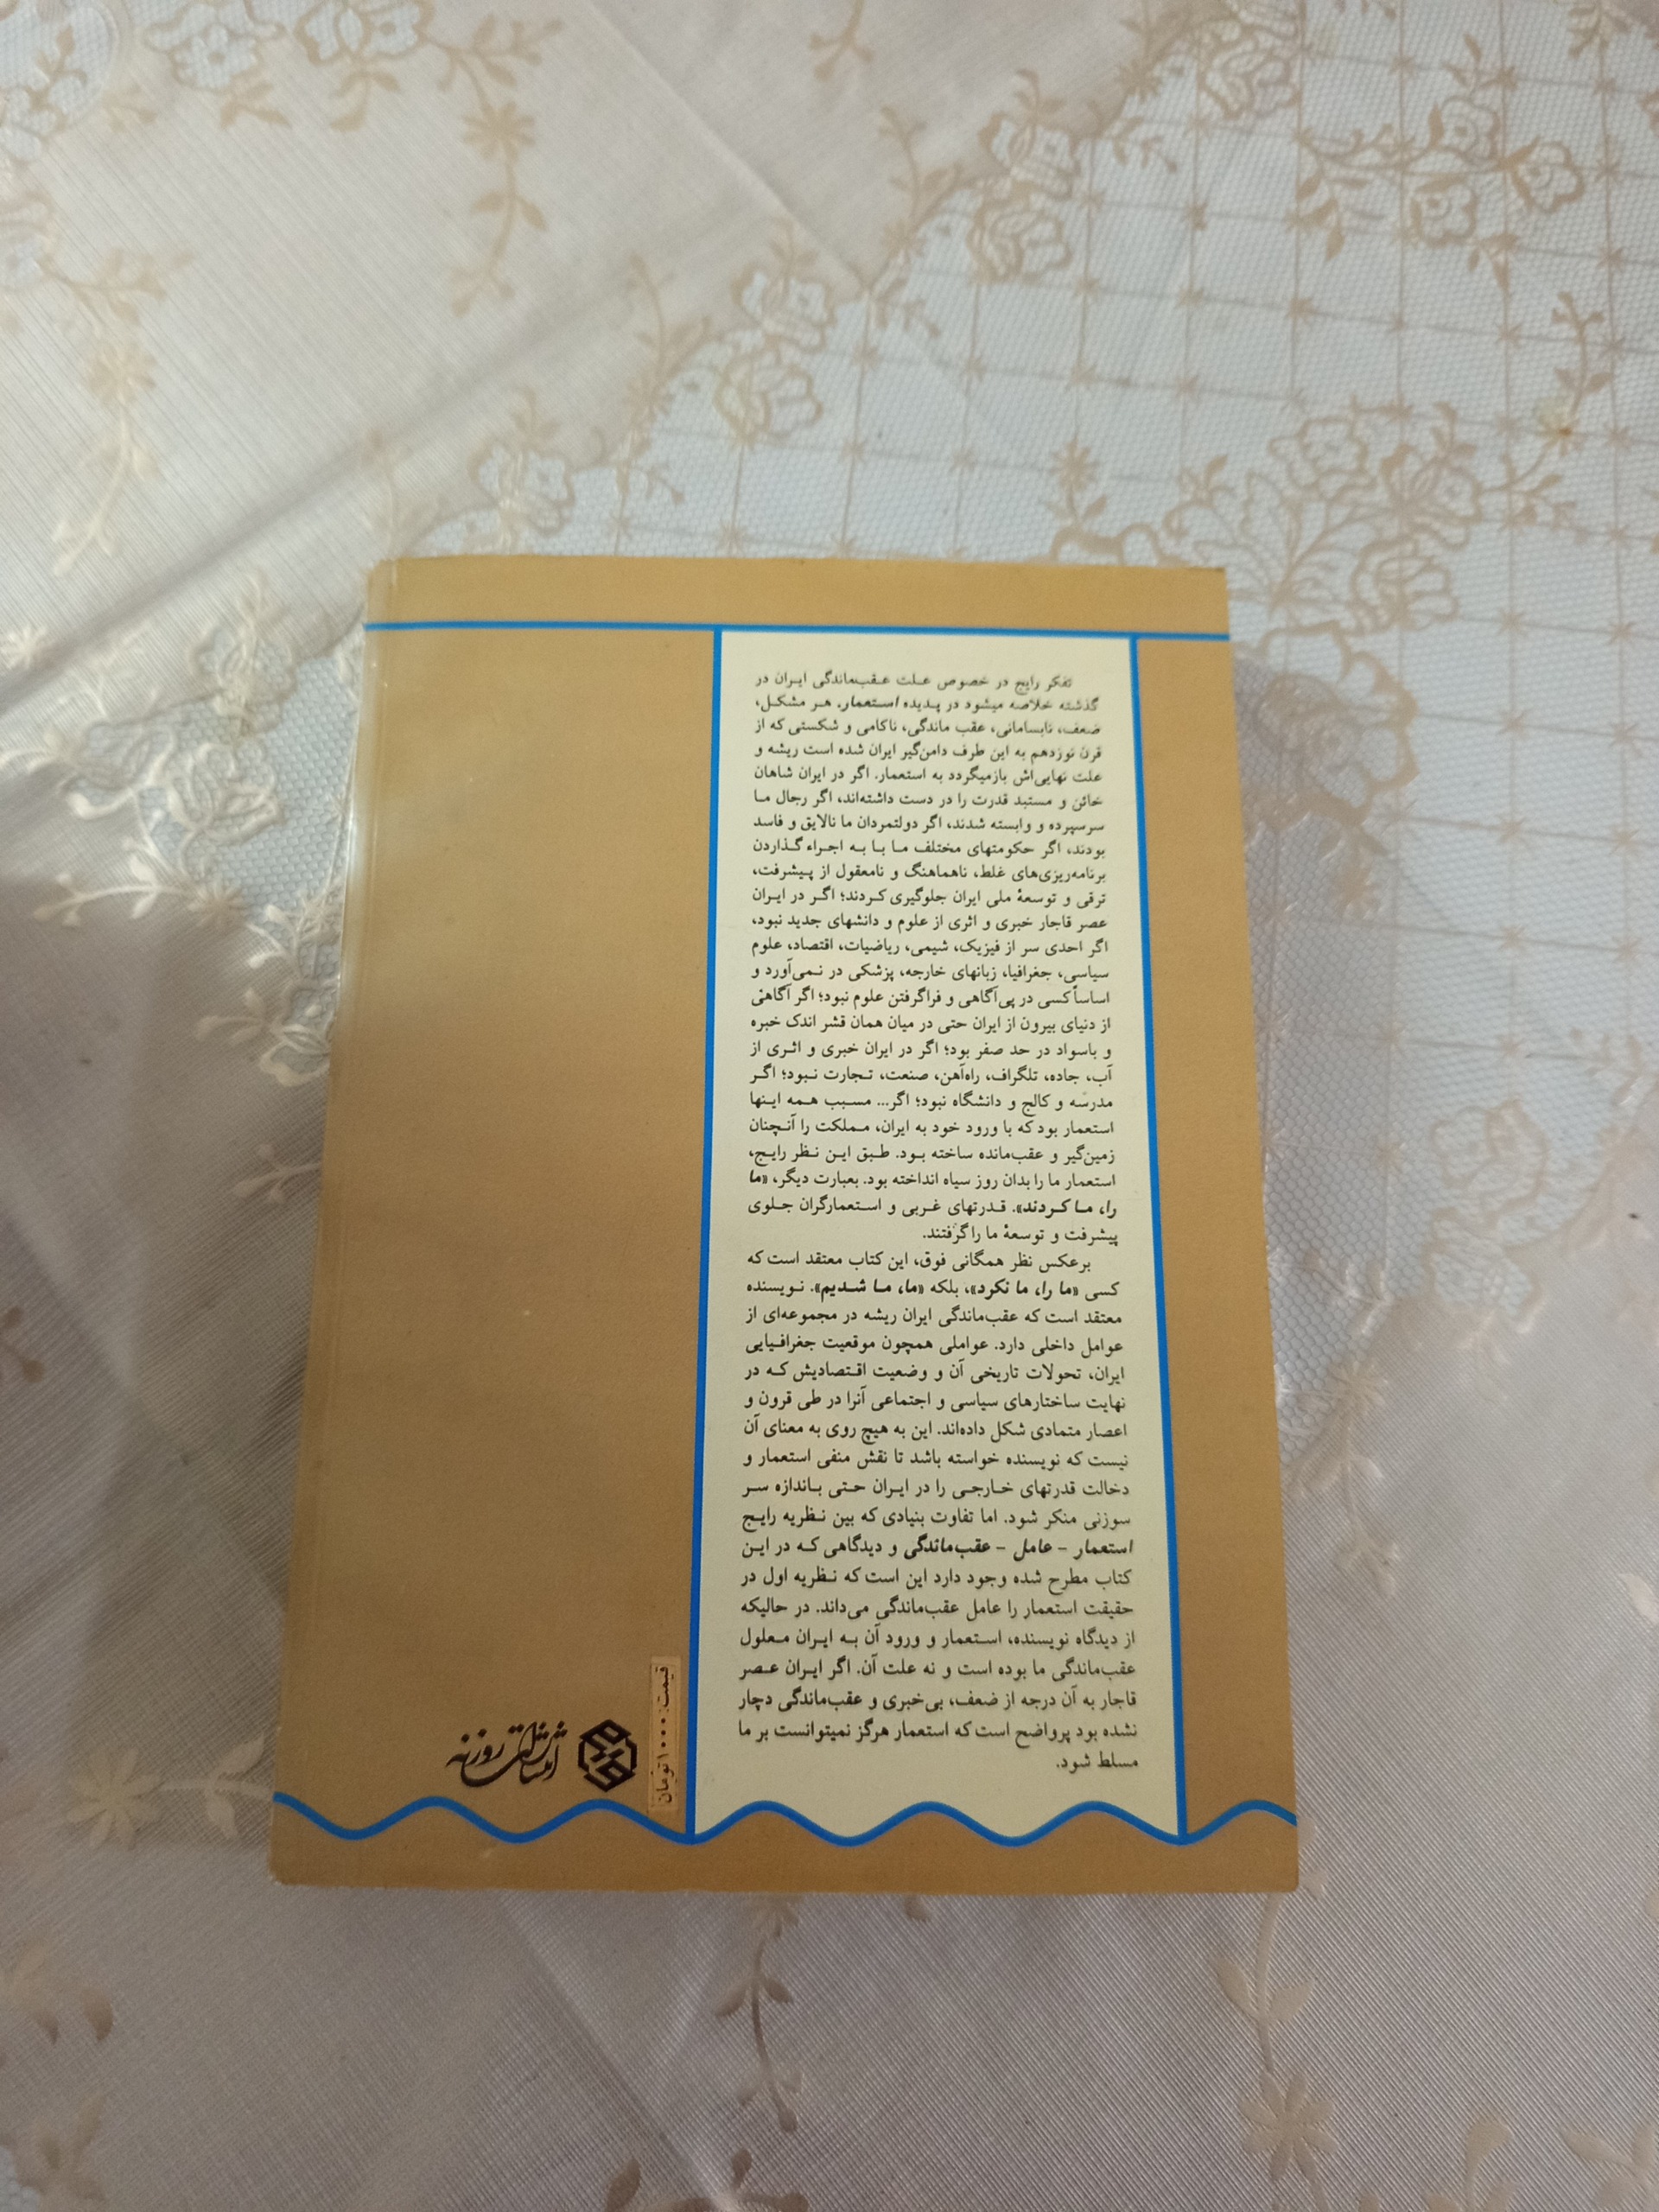 تفکر رایج در خصوص علت عقب‌ماندگی ایران در
گذشته خلاصه میشود در پدیده استعمار. هر مشکل،
ضعف، نابسامانی، عقب ماندگی، ناکامی و شکستی که از
قرن نوزدهم به این طرف دامن‌گیر ایران شده است ریشه و
علت نهایی‌اش بازمیگردد به استعمار. اگر در ایران شاهان
خائن و مستبد قدرت را در دست داشته‌اند، اگر رجال ما
سرسپرده و وابسته شدند، اگر دولتمردان ما نالایق و فاسد
بودند، اگر حکومتهای مختلف ما با به اجراء گذاردن
برنامه‌ریزی‌های غلط، ناهماهنگ و نامعقول از پیشرفت،
ترقی و توسعهٔ ملی ایران جلوگیری کردند؛ اگر در ایران
عصر قاجار خبری و اثری از علوم و دانشهای جدید نبود،
اگر احدی سر از فیزیک، شیمی، ریاضیات، اقتصاد، علوم
سیاسی، جغرافیا، زبانهای خارجه، پزشکی در نمی‌آورد و
اساساً کسی در پی‌آگاهی و فراگرفتن علوم نبود؛ اگر آگاهی
از دنیای بیرون از ایران حتی در میان همان قشر اندک خبره
و باسواد در حد صفر بود؛ اگر در ایران خبری و اثری از
آب، جاده، تلگراف، راه‌آهن، صنعت، تجارت نبود؛ اگر
مدرسه و کالج و دانشگاه نبود؛ اگر... مسبب همه اینها
استعمار بود که با ورود خود به ایران، مملکت را آنچنان
زمین‌گیر و عقب‌مانده ساخته بود. طبق این نظر رایج،
استعمار ما را بدان روز سیاه انداخته بود. بعبارت دیگر، «ما
را، ما کردند». قدرتهای غربی و استعمارگران جلوی
پیشرفت و توسعهٔ ما را گرفتند.
برعکس نظر همگانی فوق، این کتاب معتقد است که
کسی «ما را، ما نکرد»، بلکه «ما، ما شدیم». نویسنده
معتقد است که عقب‌ماندگی ایران ریشه در مجموعه‌ای از
عوامل داخلی دارد. عواملی همچون موقعیت جغرافیایی
ایران، تحولات تاریخی آن و وضعیت اقتصادیش که در
نهایت ساختارهای سیاسی و اجتماعی آنرا در طی قرون و
اعصار متمادی شکل داده‌اند. این به هیچ روی به معنای آن
نیست که نویسنده خواسته باشد تا نقش منفی استعمار و
دخالت قدرتهای خارجی را در ایران حتی باندازه سر
سوزنی منکر شود. اما تفاوت بنیادی که بین نظریه رایج
استعمار - عامل - عقب‌ماندگی و دیدگاهی که در این
کتاب مطرح شده وجود دارد این است که نظریه اول در
حقیقت استعمار را عامل عقب‌ماندگی می‌داند. در حالیکه
از دیدگاه نویسنده، استعمار و ورود آن به ایران معلول
عقب‌ماندگی ما بوده است و نه علت آن. اگر ایران عصر
قاجار به آن درجه از ضعف، بی‌خبری و عقب‌ماندگی دچار
نشده بود پرواضح است که استعمار هرگز نمیتوانست بر ما
مسلط شود.
قیمت: ۱۰۰۰ تومان
انتشارات روزنه